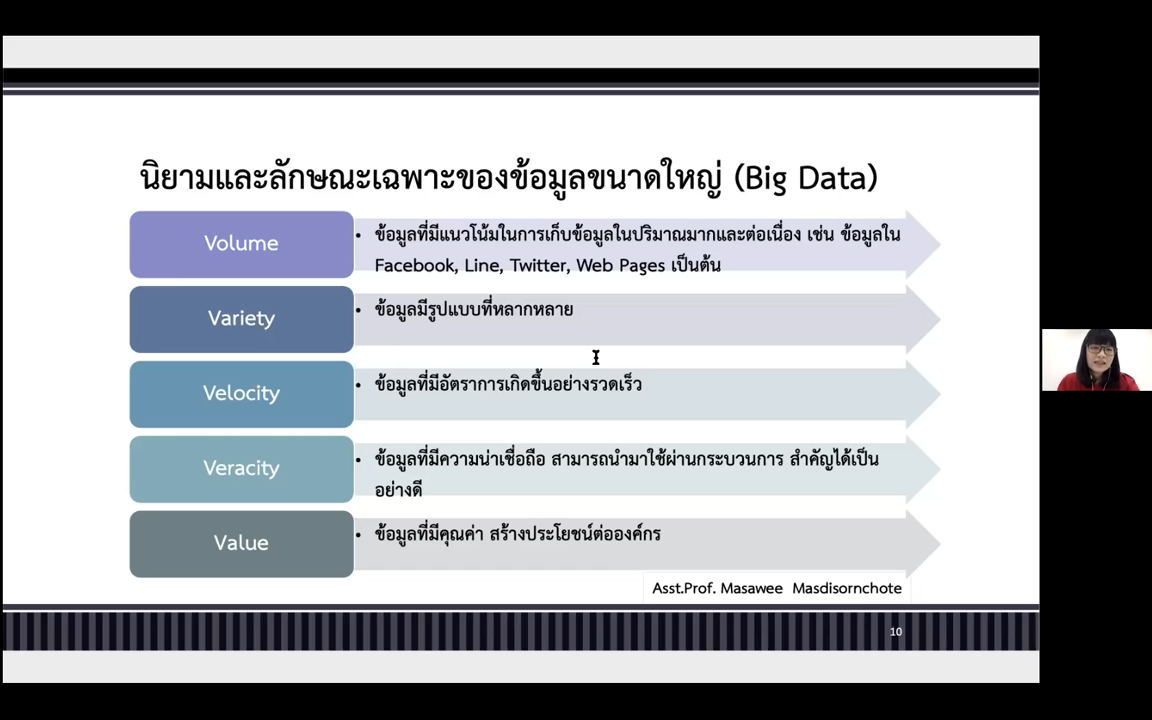 นิยามและลักษณะเฉพาะของข้อมูลขนาดใหญ่ (Big Data)
Volume
• ข้อมูลที่มีแนวโน้มในการเก็บข้อมูลในปริมาณมากและต่อเนื่อง เช่น ข้อมูลใน
Facebook, Line, Twitter, Web Pages เป็นต้น
Variety
• ข้อมูลมีรูปแบบที่หลากหลาย
Velocity
• ข้อมูลที่มีอัตราการเกิดขึ้นอย่างรวดเร็ว
Veracity
• ข้อมูลที่มีความน่าเชื่อถือ สามารถนำมาใช้ผ่านกระบวนการ สำคัญได้เป็น
อย่างดี
Value
• ข้อมูลที่มีคุณค่า สร้างประโยชน์ต่อองค์กร
Asst.Prof. Masawee Masdisornchote
10